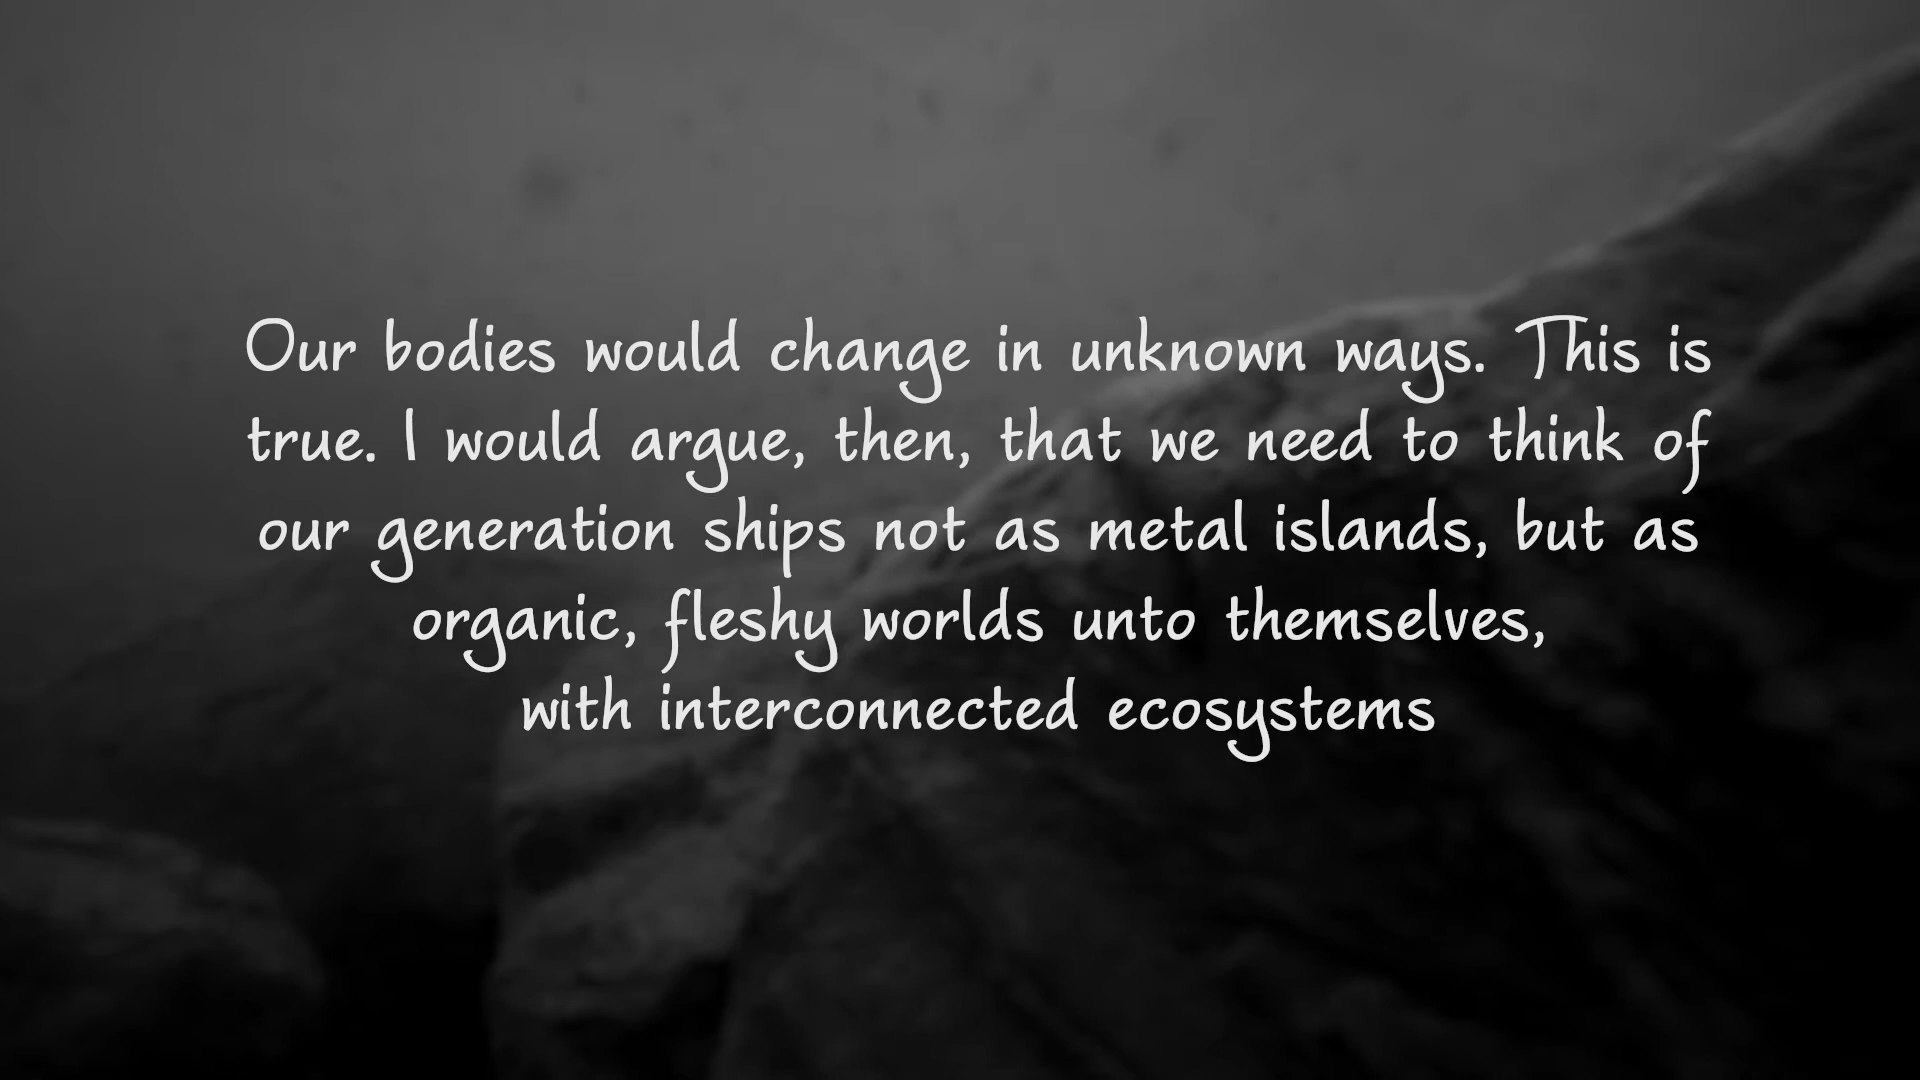 Our bodies would change in unknown ways. This is
true. I would argue, then, that we need to think of
our generation ships not as metal islands, but as
organic, fleshy worlds unto themselves,
with interconnected ecosystems